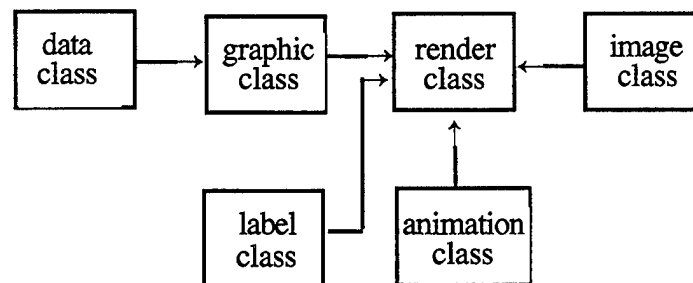 data
class
graphic
class
render
class
image
class
label
class
animation
class